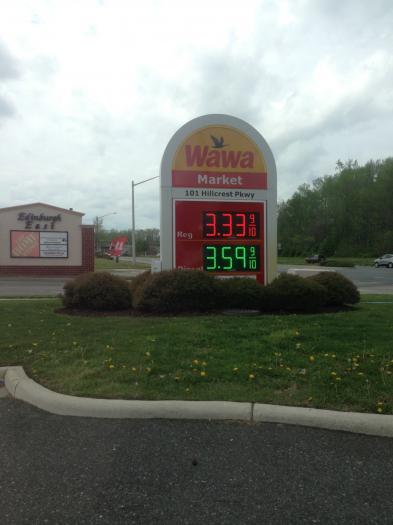 Wawa
Market
101 Hillcrest Pkwy
Reg 3.33 9/10
3.59 9/10
Edinburgh
East